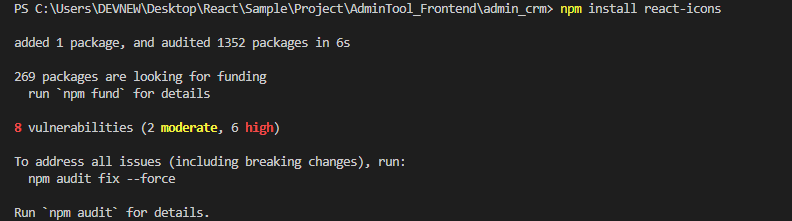 PS C:\Users\DEVNEW\Desktop\React\Sample\Project\AdminTool_Frontend\admin_crm> npm install react-icons
added 1 package, and audited 1352 packages in 6s
269 packages are looking for funding
  run `npm fund` for details
8 vulnerabilities (2 moderate, 6 high)
To address all issues (including breaking changes), run:
  npm audit fix --force
Run `npm audit` for details.